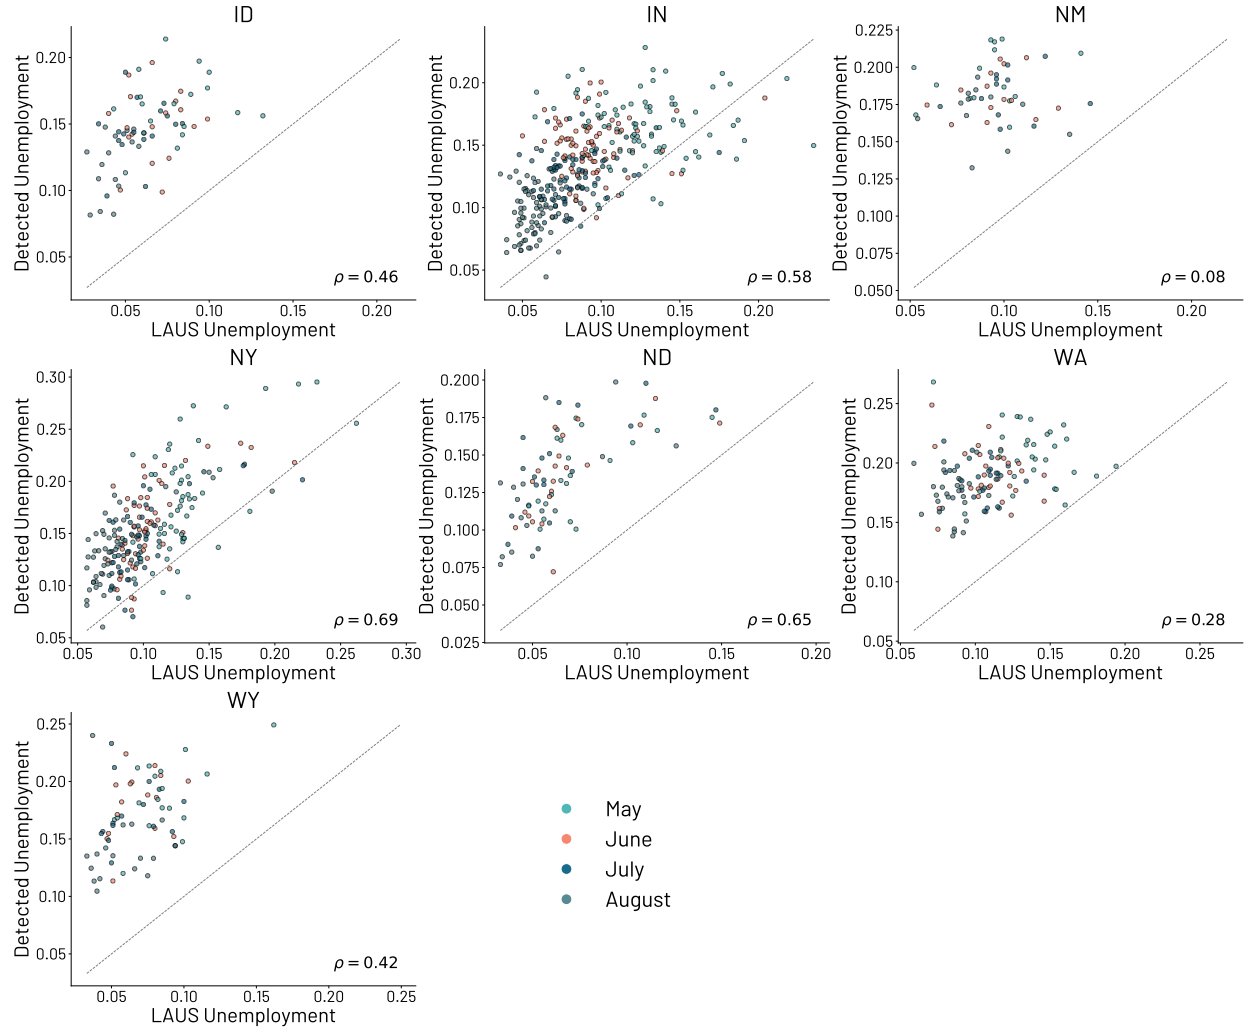 ID
Detected Unemployment
0.20
0.15
0.10
0.05
ρ = 0.46
0.05 0.10 0.15 0.20
LAUS Unemployment
IN
Detected Unemployment
0.20
0.15
0.10
0.05
ρ = 0.58
0.05 0.10 0.15 0.20
LAUS Unemployment
NM
Detected Unemployment
0.225
0.200
0.175
0.150
0.125
0.100
0.075
0.050
ρ = 0.08
0.05 0.10 0.15 0.20
LAUS Unemployment
NY
Detected Unemployment
0.30
0.25
0.20
0.15
0.10
0.05
ρ = 0.69
0.05 0.10 0.15 0.20 0.25 0.30
LAUS Unemployment
ND
Detected Unemployment
0.200
0.175
0.150
0.125
0.100
0.075
0.050
0.025
ρ = 0.65
0.05 0.10 0.15 0.20
LAUS Unemployment
WA
Detected Unemployment
0.25
0.20
0.15
0.10
0.05
ρ = 0.28
0.05 0.10 0.15 0.20 0.25
LAUS Unemployment
WY
Detected Unemployment
0.25
0.20
0.15
0.10
0.05
ρ = 0.42
0.05 0.10 0.15 0.20 0.25
LAUS Unemployment
May
June
July
August